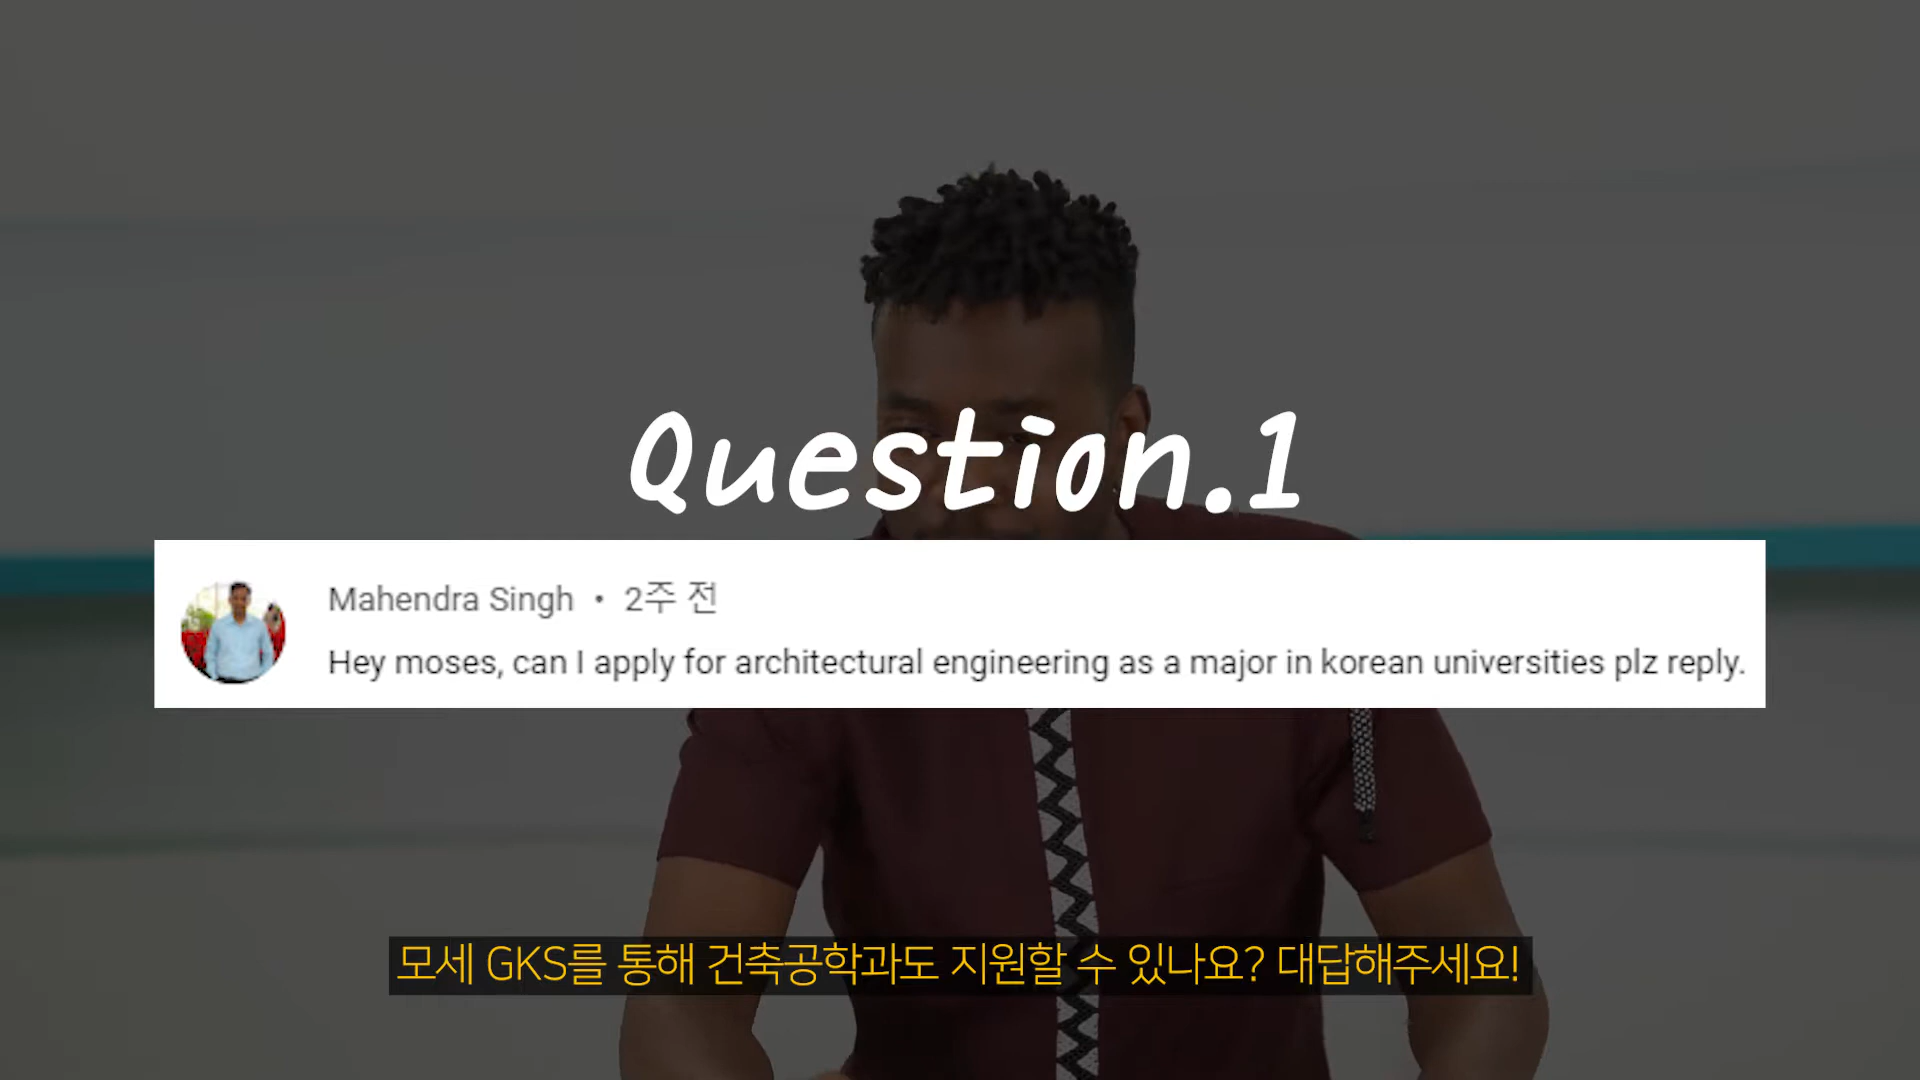 Question.1
Mahendra Singh • 2주 전
Hey moses, can I apply for architectural engineering as a major in korean universities plz reply.
모세 GKS를 통해 건축공학과도 지원할 수 있나요? 대답해주세요!